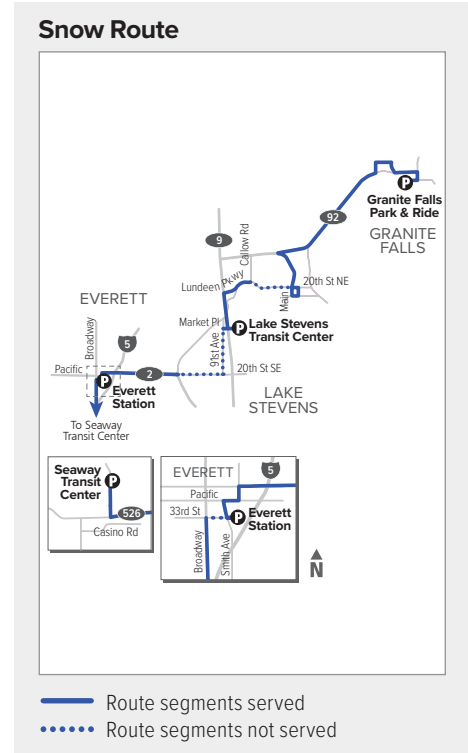 Snow Route
Granite Falls
Park & Ride
GRANITE
FALLS
92
9
Callow Rd
Lundeen Pkwy
20th St NE
Main
EVERETT
Broadway
5
Market Pl
Lake Stevens
Transit Center
91st Ave
Pacific
2
20th St SE
P
Everett
Station
LAKE
STEVENS
To Seaway
Transit Center
Seaway
Transit
Center
P
526
Casino Rd
EVERETT
5
Pacific
33rd St
P
Everett
Station
Broadway
Smith Ave
N
P
P
Route segments served
Route segments not served